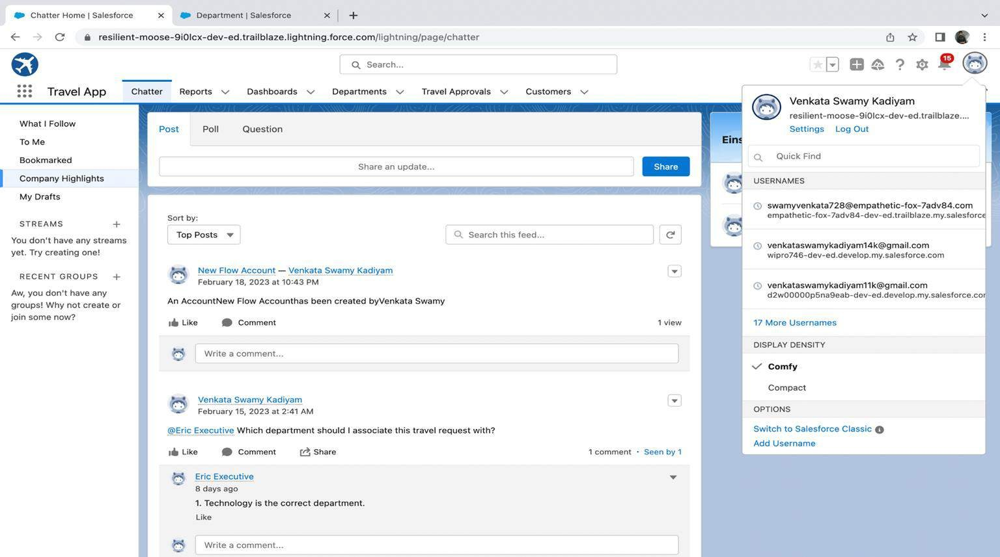 Chatter Home | Salesforce
Department | Salesforce
resilient-moose-9i0lcx-dev-ed.trailblaze.lightning.force.com/lightning/page/chatter
Search...
15
Travel App
Chatter
Reports
Dashboards
Departments
Travel Approvals
Customers
What I Follow
To Me
Bookmarked
Company Highlights
My Drafts
STREAMS
You don't have any streams
yet. Try creating one!
RECENT GROUPS
Aw, you don't have any
groups! Why not create or
join some now?
Post
Poll
Question
Share an update...
Share
Sort by:
Top Posts
Search this feed...
New Flow Account — Venkata Swamy Kadiyam
February 18, 2023 at 10:43 PM
An AccountNew Flow Accounthas been created byVenkata Swamy
Like
Comment
1 view
Write a comment...
Venkata Swamy Kadiyam
February 15, 2023 at 2:41 AM
@Eric Executive Which department should I associate this travel request with?
Like
Comment
Share
1 comment · Seen by 1
Eric Executive
8 days ago
1. Technology is the correct department.
Like
Write a comment...
Eins
Venkata Swamy Kadiyam
resilient-moose-9i0lcx-dev-ed.trailblaze....
Settings
Log Out
Quick Find
USERNAMES
swamyvenkata728@empathetic-fox-7adv84.com
empathetic-fox-7adv84-dev-ed.trailblaze.my.salesforce
venkataswamykadiyam14k@gmail.com
wipro746-dev-ed.develop.my.salesforce.com
venkataswamykadiyam11k@gmail.com
d2w00000p5na9eab-dev-ed.develop.my.salesforce.cor
17 More Usernames
DISPLAY DENSITY
Comfy
Compact
OPTIONS
Switch to Salesforce Classic
Add Username